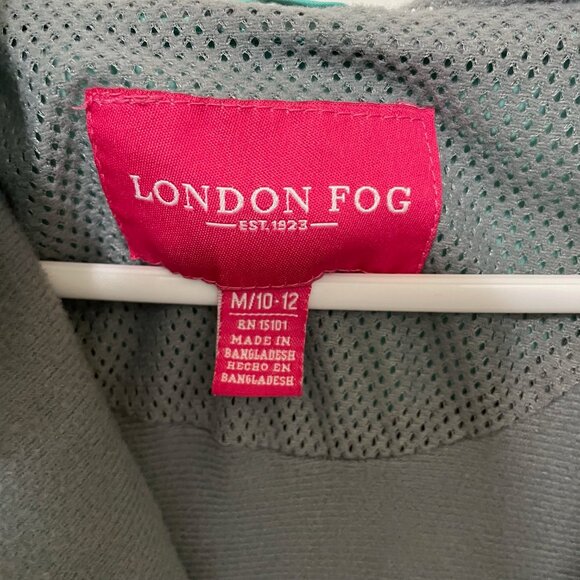 LONDON FOG
EST. 1923
M/10-12
RN 15101
MADE IN
BANGLADESH
HECHO EN
BANGLADESH